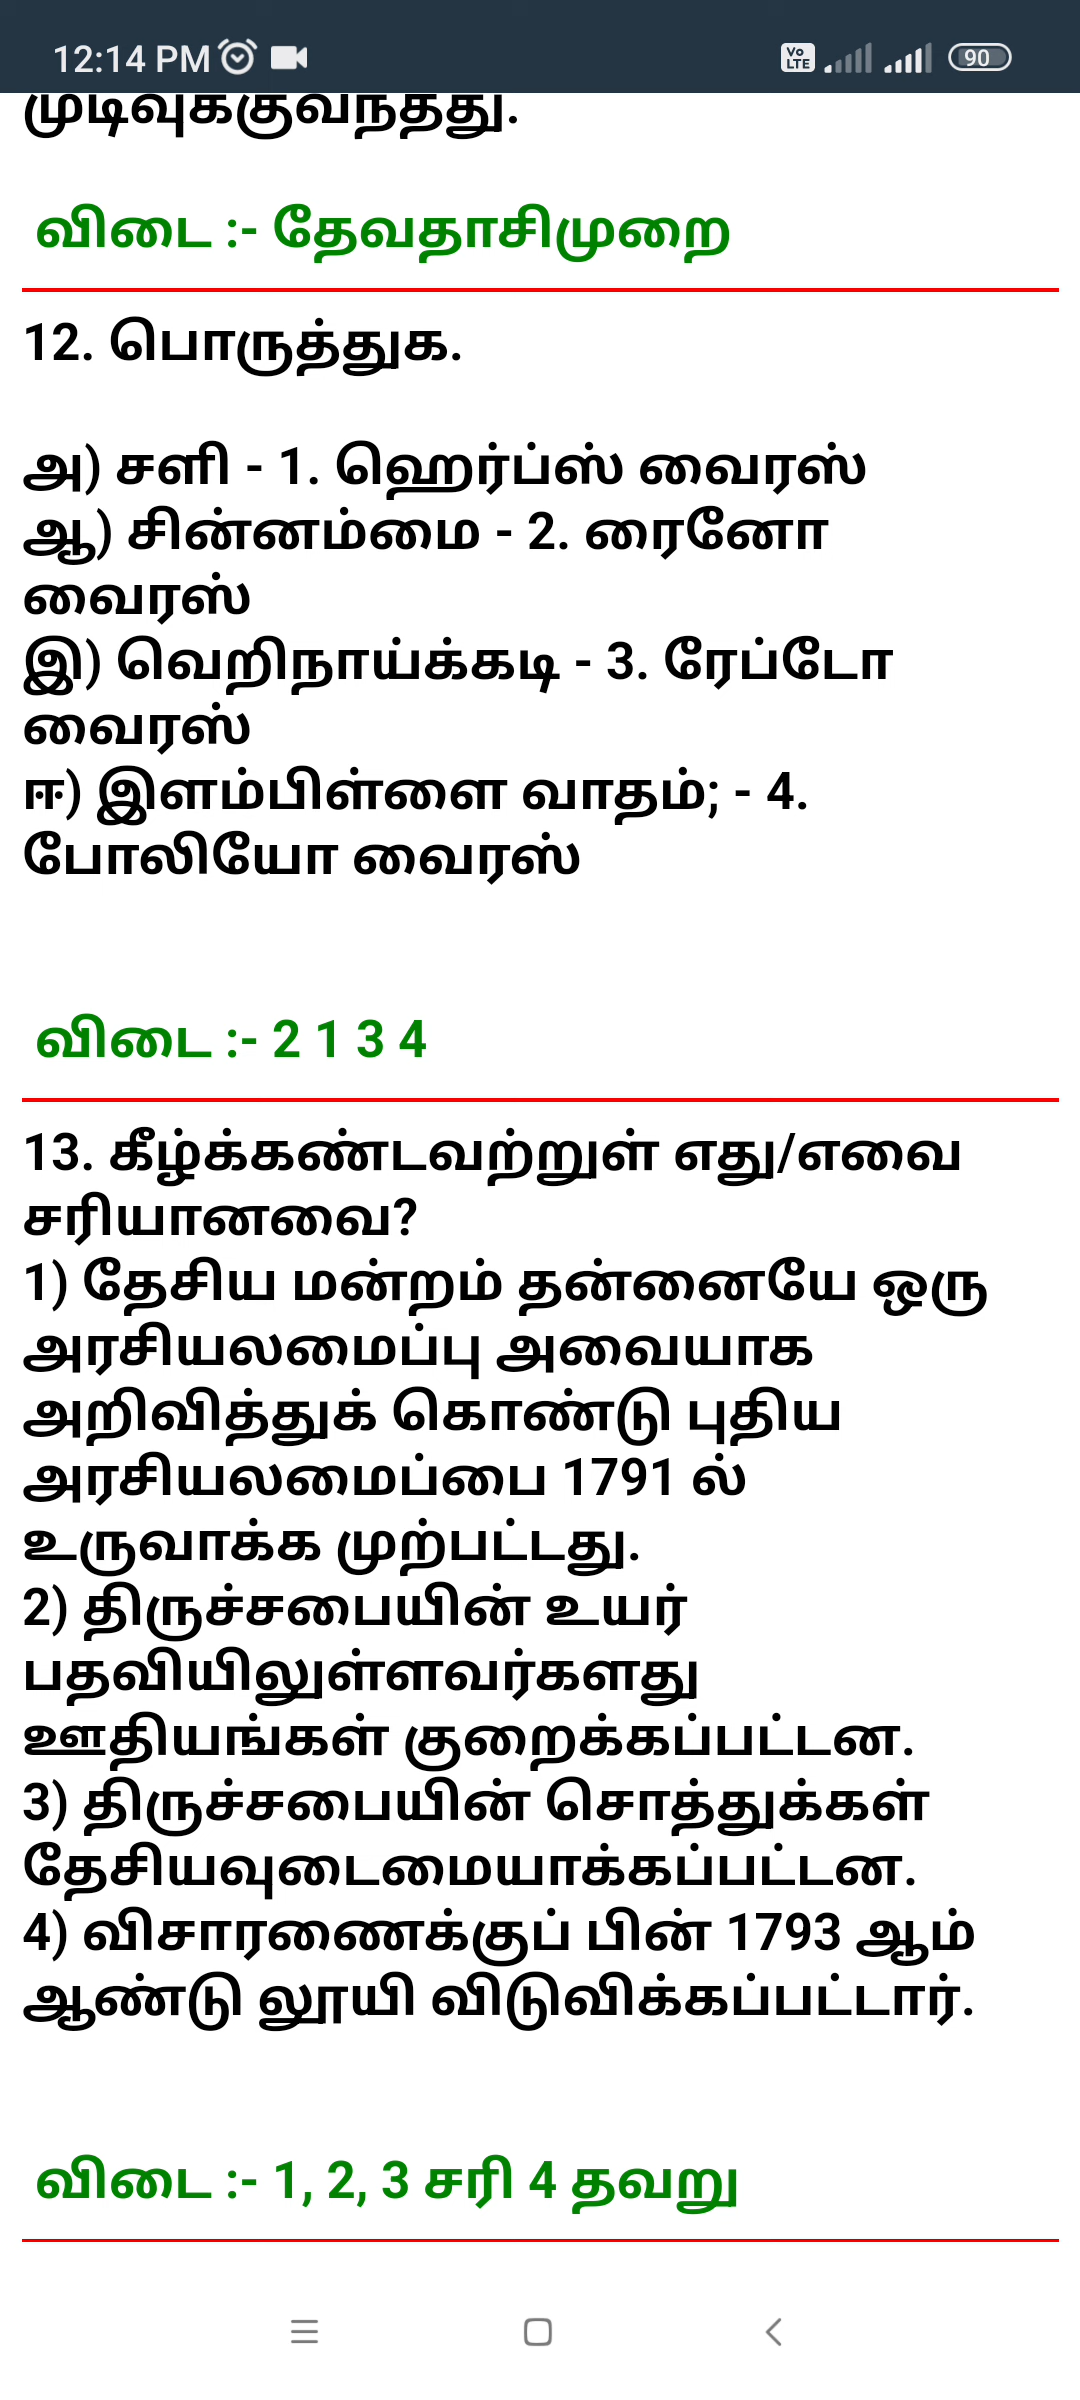 12:14 PM
Vo LTE
90
முடிவுக்குவந்தது.
விடை :- தேவதாசிமுறை
12. பொருத்துக.
அ) சளி - 1. ஹெர்ப்ஸ் வைரஸ்
ஆ) சின்னம்மை - 2. ரைனோ
வைரஸ்
இ) வெறிநாய்க்கடி - 3. ரேப்டோ
வைரஸ்
ஈ) இளம்பிள்ளை வாதம்; - 4.
போலியோ வைரஸ்
விடை :- 2 1 3 4
13. கீழ்க்கண்டவற்றுள் எது/எவை
சரியானவை?
1) தேசிய மன்றம் தன்னையே ஒரு
அரசியலமைப்பு அவையாக
அறிவித்துக் கொண்டு புதிய
அரசியலமைப்பை 1791 ல்
உருவாக்க முற்பட்டது.
2) திருச்சபையின் உயர்
பதவியிலுள்ளவர்களது
ஊதியங்கள் குறைக்கப்பட்டன.
3) திருச்சபையின் சொத்துக்கள்
தேசியவுடைமையாக்கப்பட்டன.
4) விசாரணைக்குப் பின் 1793 ஆம்
ஆண்டு லூயி விடுவிக்கப்பட்டார்.
விடை :- 1, 2, 3 சரி 4 தவறு